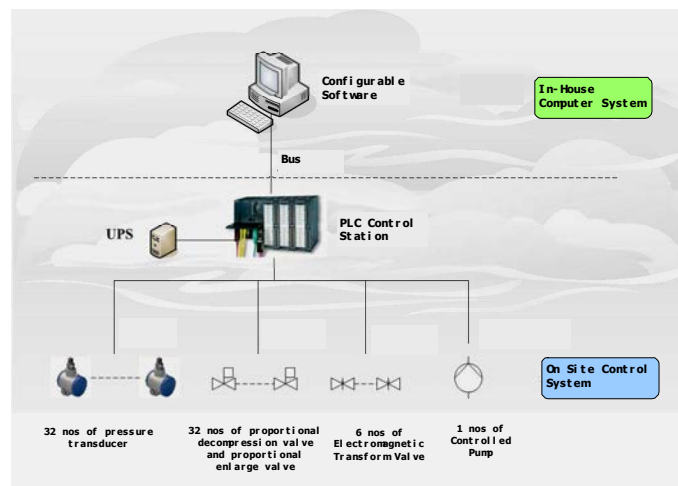 Configurable
Software
In-House
Computer System
Bus
PLC Control
Station
UPS
On Site Control
System
32 nos of pressure
transducer
32 nos of proportional
decompression valve
and proportional
enlarge valve
6 nos of
Electromagnetic
Transform Valve
1 nos of
Controlled
Pump